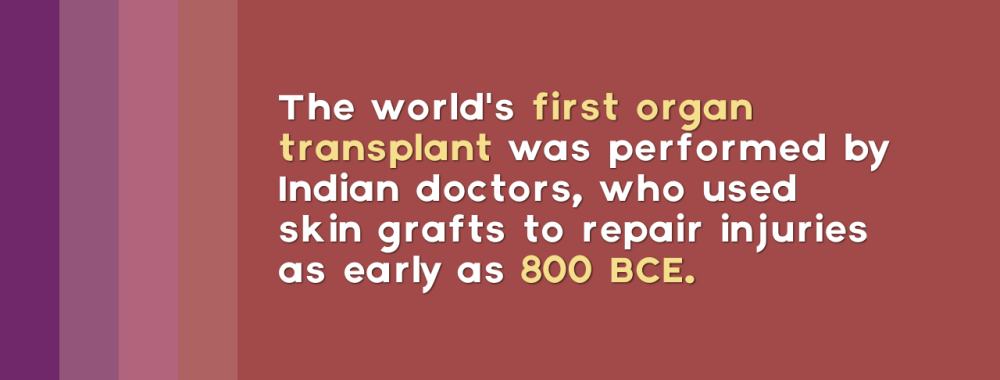 The world's first organ
transplant was performed by
Indian doctors, who used
skin grafts to repair injuries
as early as 800 BCE.